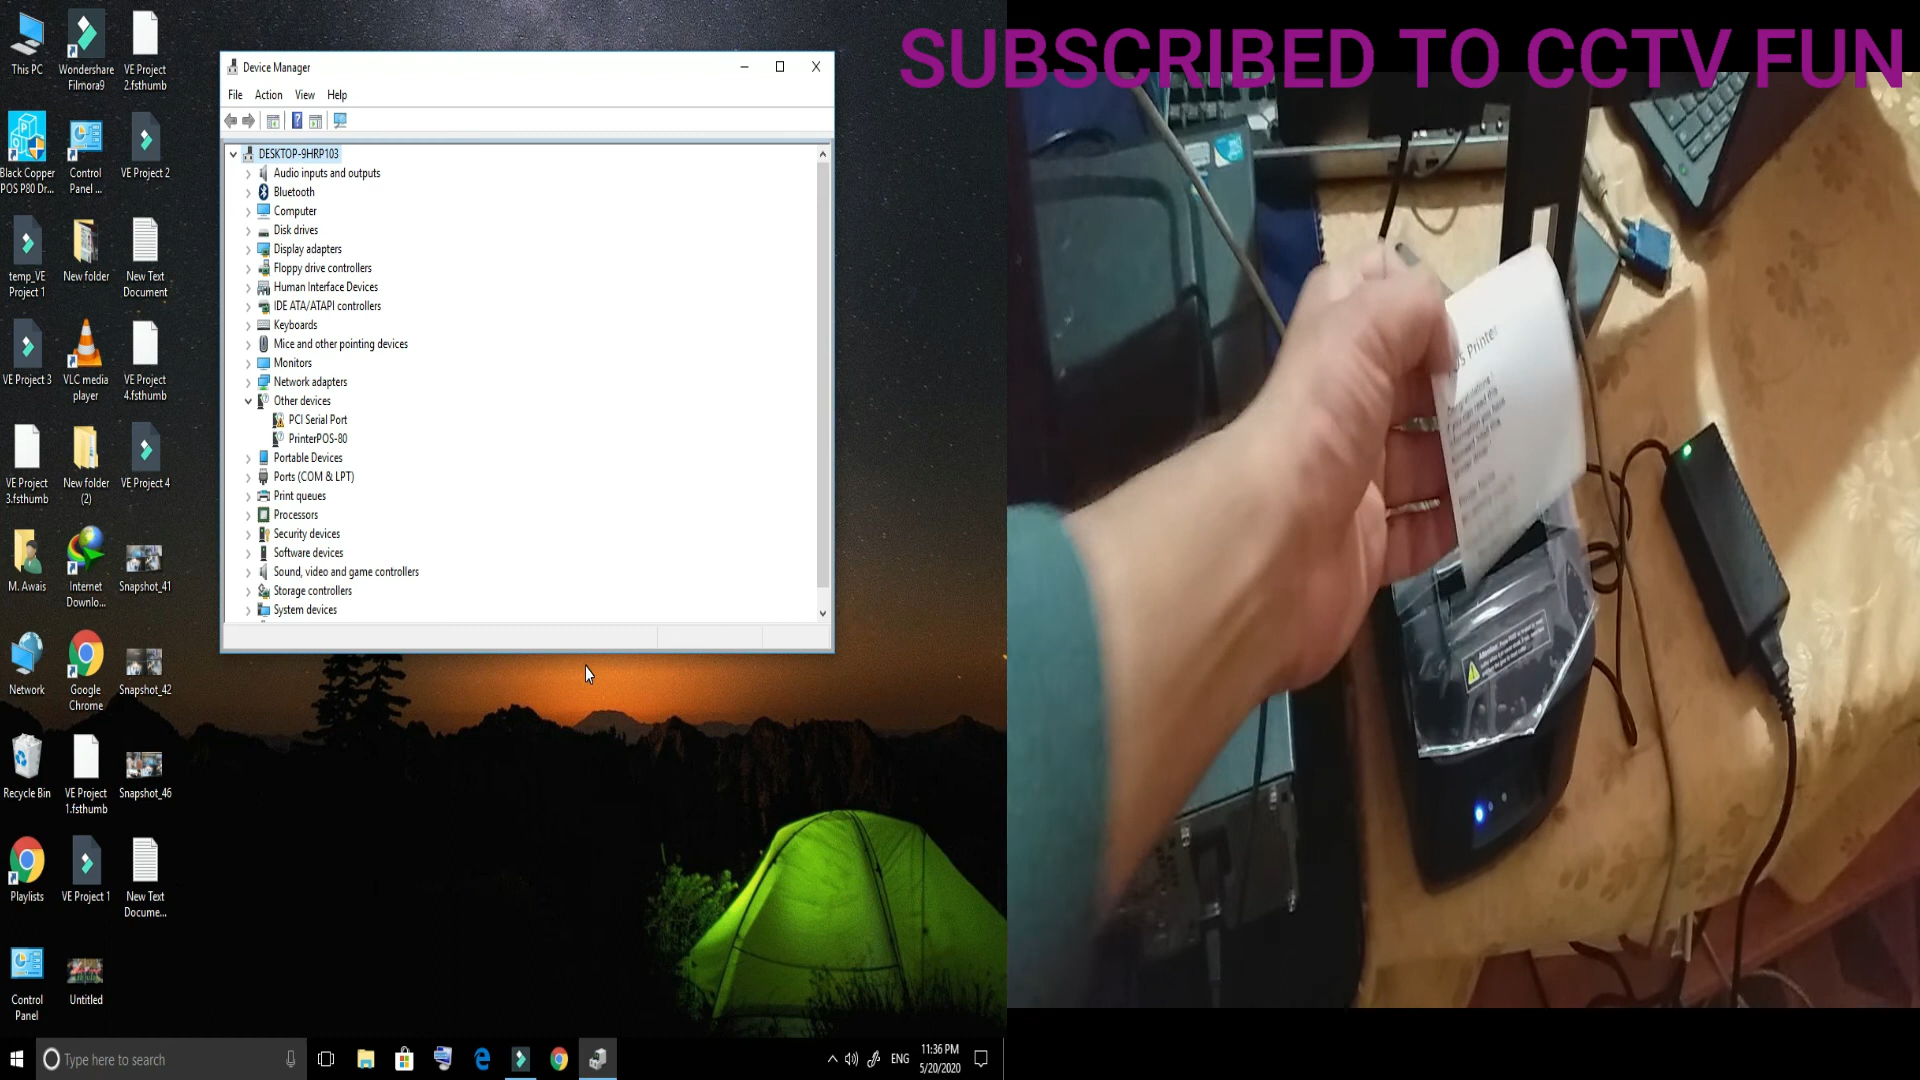 SUBSCRIBED TO CCTV FUN
This PC
Wondershare
Filmora9
VE Project
2.fsthumb
Black Copper
POS P80 Dr...
Control
Panel ...
VE Project 2
temp_VE
Project 1
New folder
New Text
Document
VE Project 3
VLC media
player
VE Project
4.fsthumb
VE Project
3.fsthumb
New folder
(2)
VE Project 4
M. Awais
Internet
Downlo...
Snapshot_41
Network
Google
Chrome
Snapshot_42
Recycle Bin
VE Project
1.fsthumb
Snapshot_46
Playlists
VE Project 1
New Text
Docume...
Control
Panel
Untitled
Device Manager
File Action View Help
DESKTOP-9HRP103
Audio inputs and outputs
Bluetooth
Computer
Disk drives
Display adapters
Floppy drive controllers
Human Interface Devices
IDE ATA/ATAPI controllers
Keyboards
Mice and other pointing devices
Monitors
Network adapters
Other devices
PCI Serial Port
PrinterPOS-80
Portable Devices
Ports (COM & LPT)
Print queues
Processors
Security devices
Software devices
Sound, video and game controllers
Storage controllers
System devices
Printer
Type here to search
ENG
11:36 PM
5/20/2020